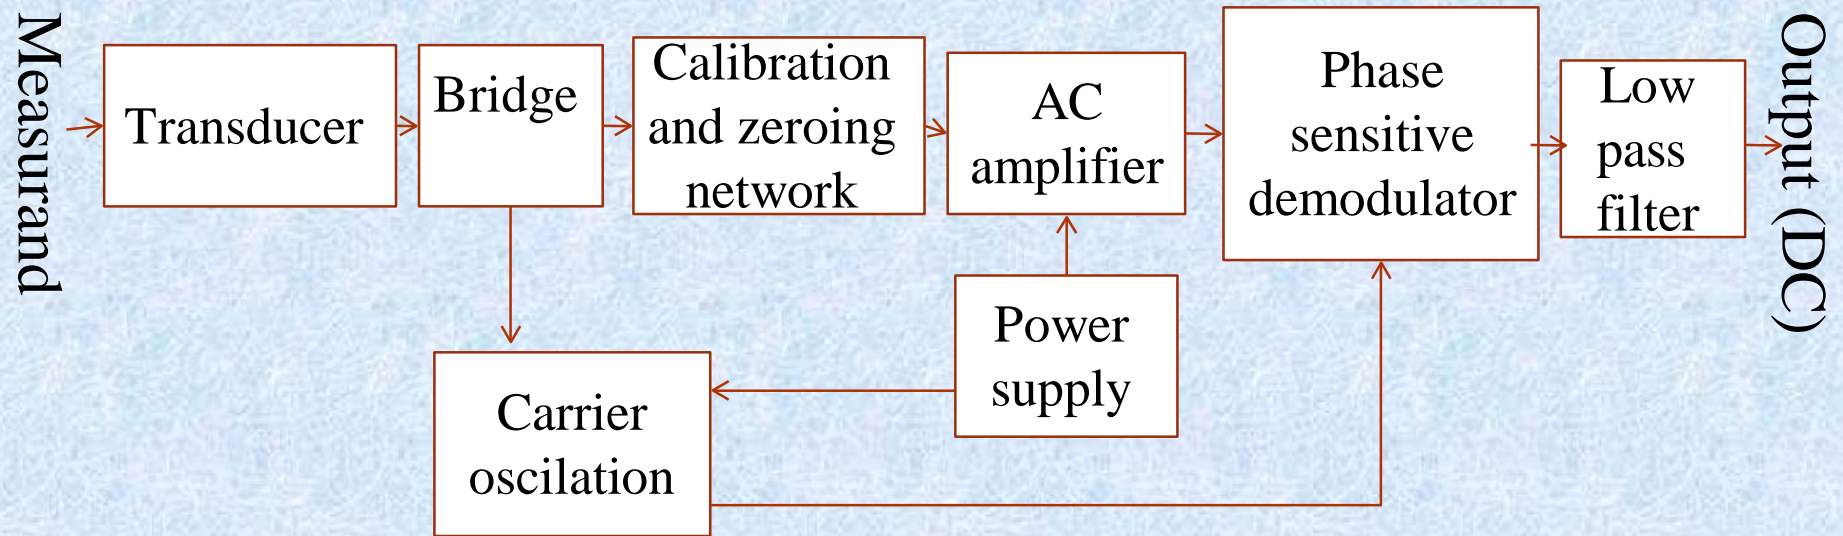 Measurand
Transducer
Bridge
Calibration
and zeroing
network
AC
amplifier
Phase
sensitive
demodulator
Low
pass
filter
Output (DC)
Power
supply
Carrier
oscilation